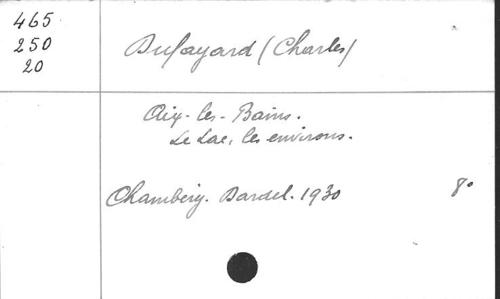 465
250
20
Dufayard (Charles)
Aix-les-Bains.
Le Lac, les environs.
Chambéry. Dardel. 1930 8°